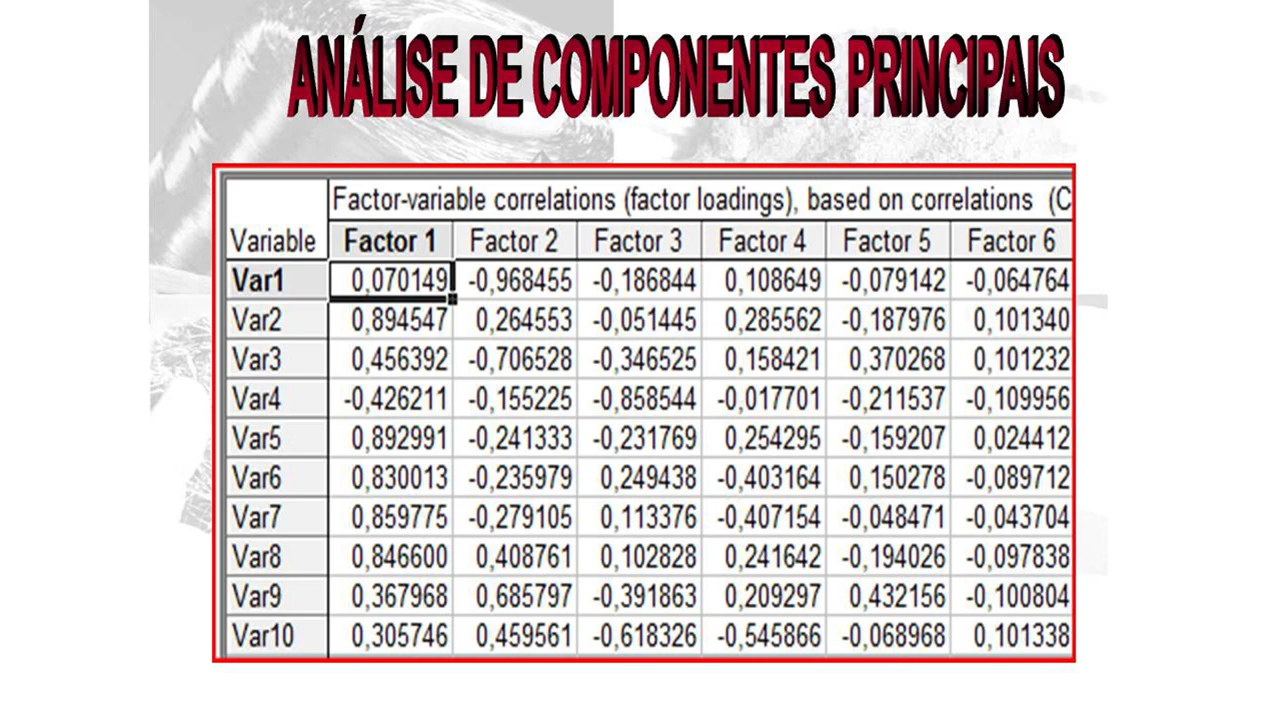 ANÁLISE DE COMPONENTES PRINCIPAIS
Factor-variable correlations (factor loadings), based on correlations (C
Variable Factor 1 Factor 2 Factor 3 Factor 4 Factor 5 Factor 6
Var1 0,070149 -0,968455 -0,186844 0,108649 -0,079142 -0,064764
Var2 0,894547 0,264553 -0,051445 0,285562 -0,187976 0,101340
Var3 0,456392 -0,706528 -0,346525 0,158421 0,370268 0,101232
Var4 -0,426211 -0,155225 -0,858544 -0,017701 -0,211537 -0,109956
Var5 0,892991 -0,241333 -0,231769 0,254295 -0,159207 0,024412
Var6 0,830013 -0,235979 0,249438 -0,403164 0,150278 -0,089712
Var7 0,859775 -0,279105 0,113376 -0,407154 -0,048471 -0,043704
Var8 0,846600 0,408761 0,102828 0,241642 -0,194026 -0,097838
Var9 0,367968 0,685797 -0,391863 0,209297 0,432156 -0,100804
Var10 0,305746 0,459561 -0,618326 -0,545866 -0,068968 0,101338